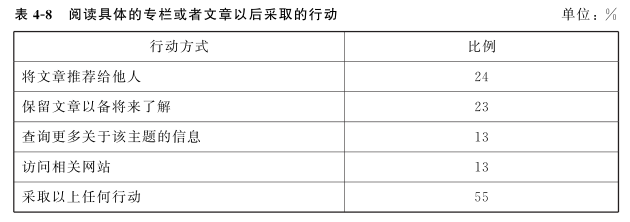 表 4-8 阅读具体的专栏或者文章以后采取的行动 单位：%
行动方式 比例
将文章推荐给他人 24
保留文章以备将来了解 23
查询更多关于该主题的信息 13
访问相关网站 13
采取以上任何行动 55